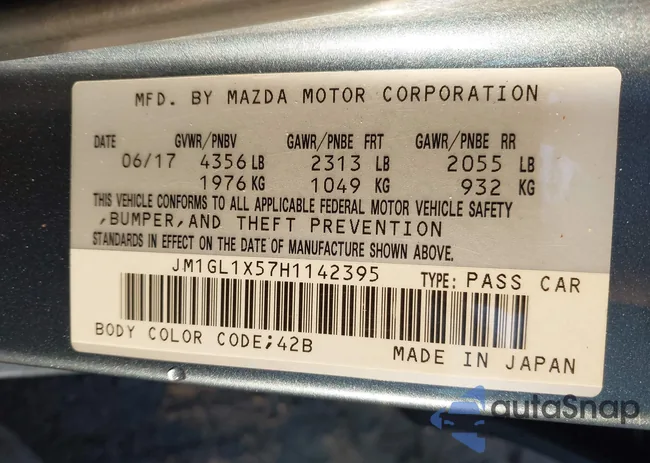 MFD. BY MAZDA MOTOR CORPORATION
DATE GVWR/PNBV GAWR/PNBE FRT GAWR/PNBE RR
06/17 4356 LB 2313 LB 2055 LB
1976 KG 1049 KG 932 KG
THIS VEHICLE CONFORMS TO ALL APPLICABLE FEDERAL MOTOR VEHICLE SAFETY
,BUMPER,AND THEFT PREVENTION
STANDARDS IN EFFECT ON THE DATE OF MANUFACTURE SHOWN ABOVE.
JM1GL1X57H1142395 TYPE: PASS CAR
BODY COLOR CODE;42B
MADE IN JAPAN
autoSnap